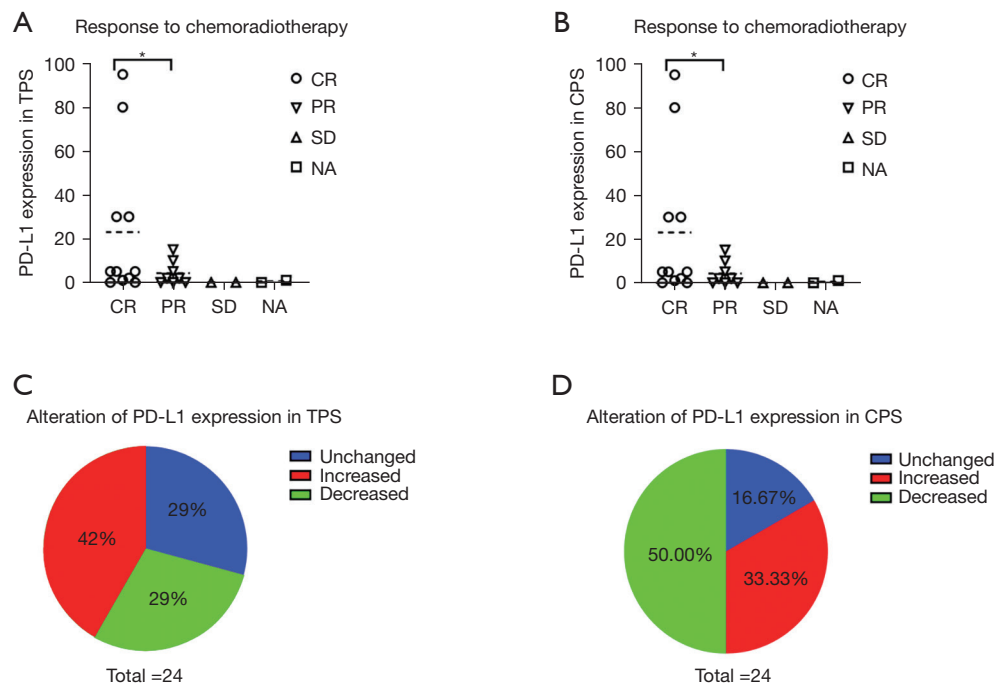 A
Response to chemoradiotherapy
PD-L1 expression in TPS
100
80
60
40
20
0
*
CR
PR
SD
NA
CR
PR
SD
NA
B
Response to chemoradiotherapy
PD-L1 expression in CPS
100
80
60
40
20
0
*
CR
PR
SD
NA
CR
PR
SD
NA
C
Alteration of PD-L1 expression in TPS
Unchanged
Increased
Decreased
29%
42%
29%
Total =24
D
Alteration of PD-L1 expression in CPS
Unchanged
Increased
Decreased
16.67%
50.00%
33.33%
Total =24